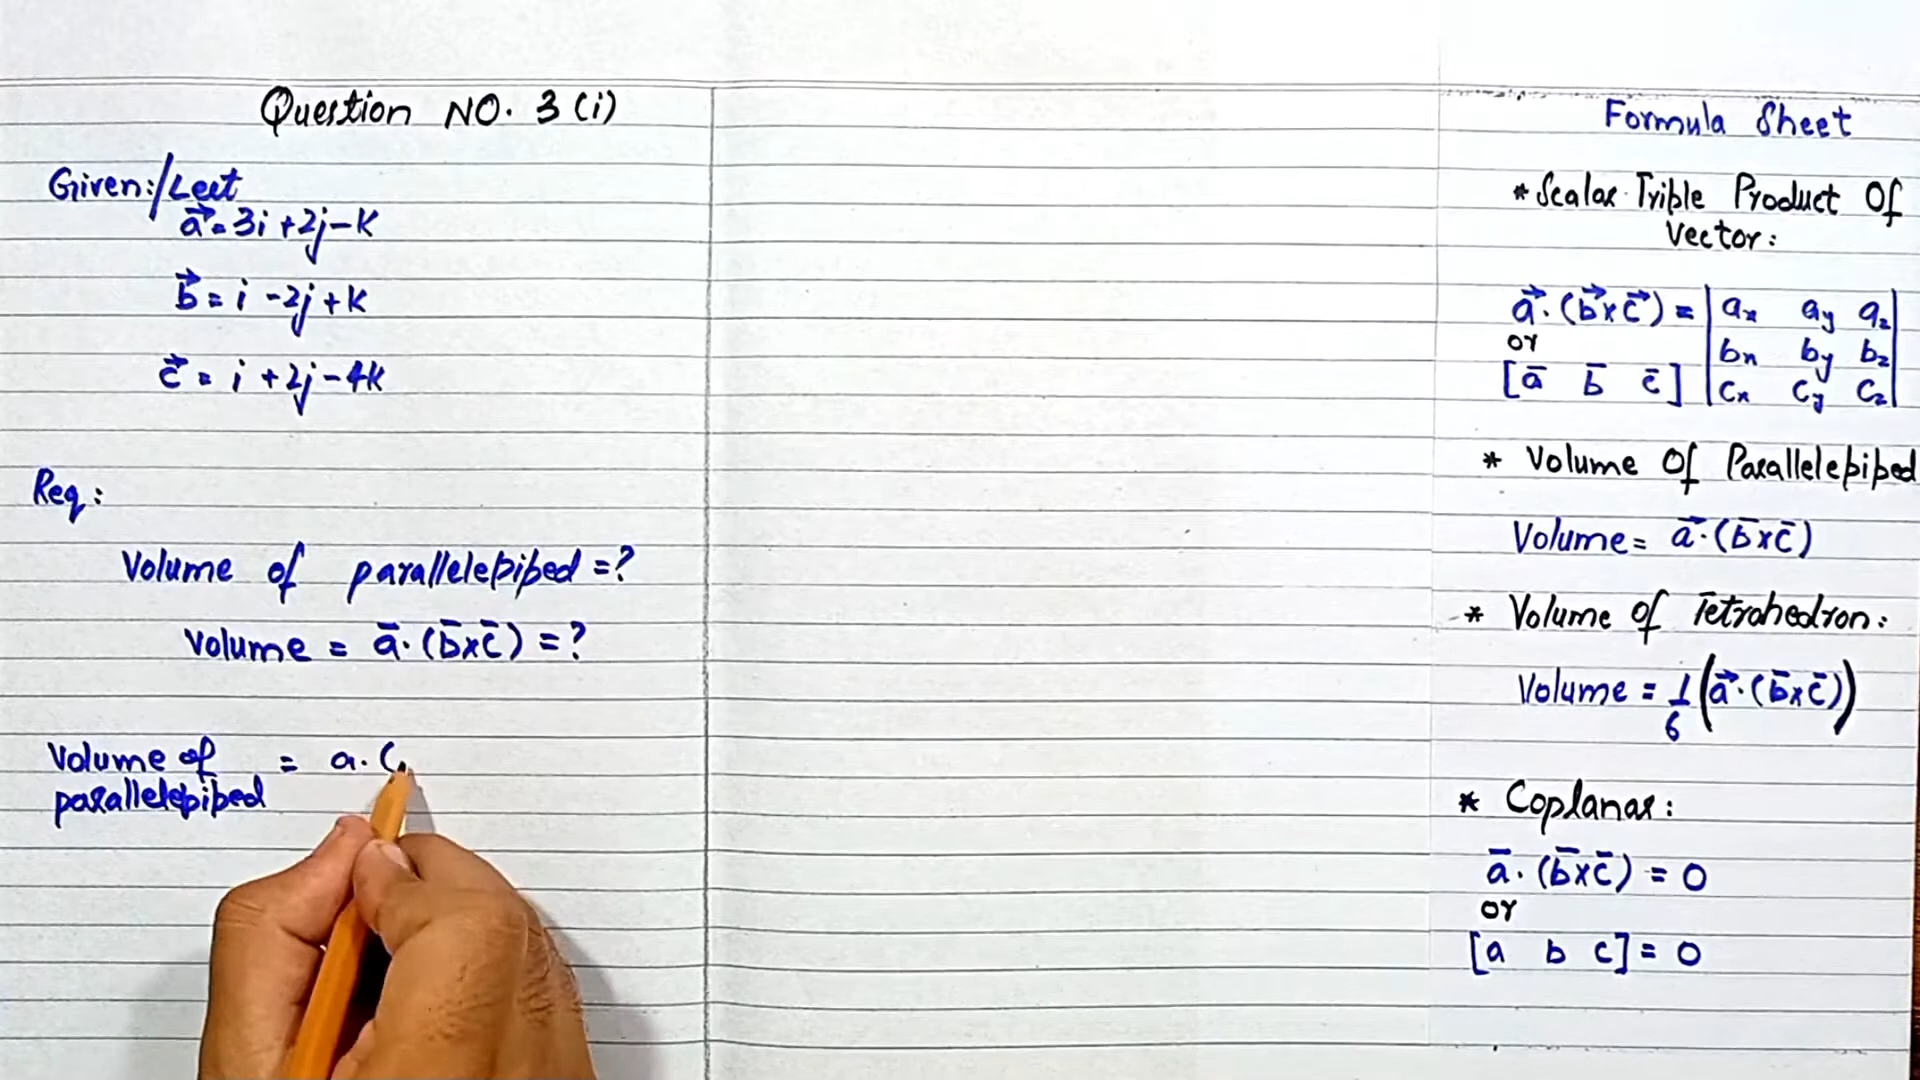 Question NO. 3 (i)
Given:/Leet
a⃗ = 3i + 2j - k
b⃗ = i - 2j + k
c⃗ = i + 2j - 4k
Req:
Volume of parallelepiped = ?
Volume = a̅ · (b̅ × c̅) = ?
Volume of = a · (
parallelepiped
Formula Sheet
* Scalar Triple Product Of
Vector:
a⃗ · (b⃗ × c⃗) = | ax ay az |
or | bx by bz |
[a̅ b̅ c̅] | cx cy cz |
* Volume Of Parallelepiped
Volume = a⃗ · (b̅ × c̅)
* Volume of Tetrahedron:
Volume = 1/6 (a⃗ · (b̅ × c̅))
* Coplanar:
a̅ · (b̅ × c̅) = 0
or
[a b c] = 0